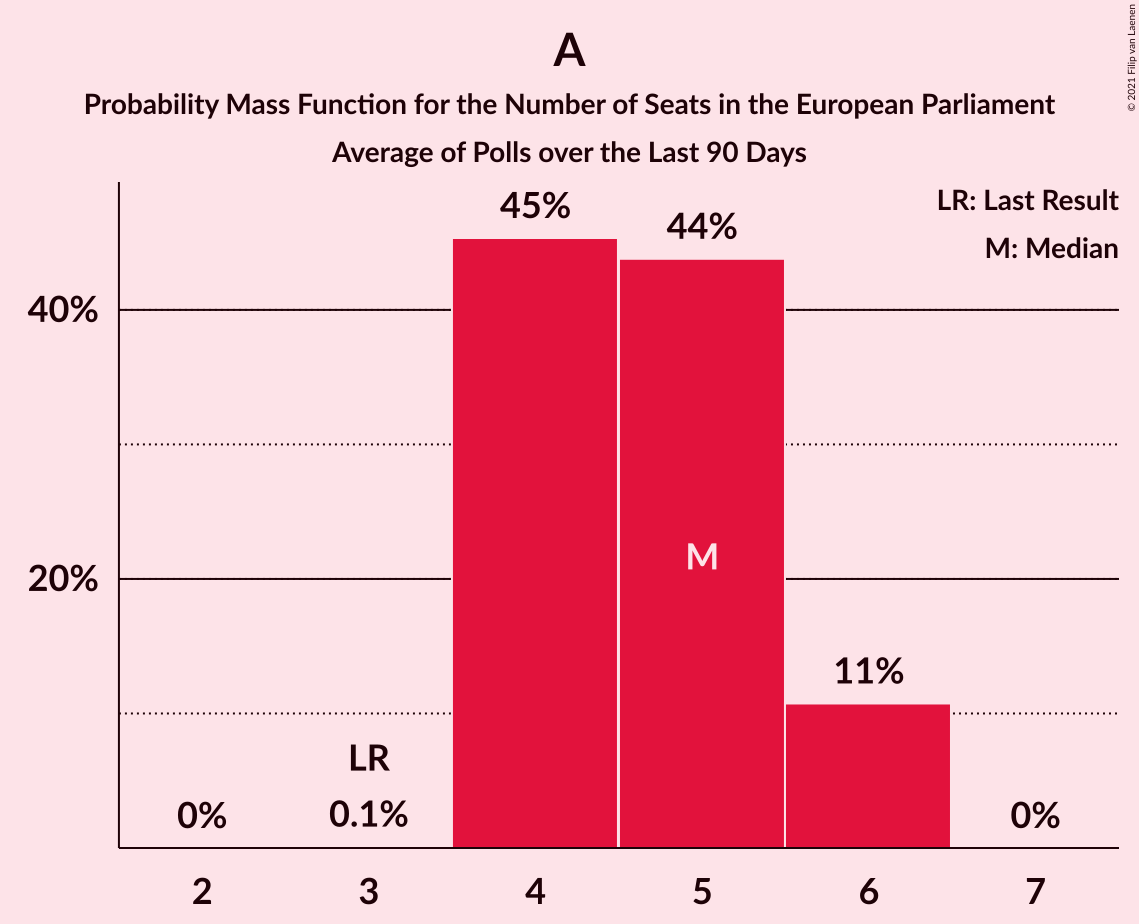 A
Probability Mass Function for the Number of Seats in the European Parliament
Average of Polls over the Last 90 Days
© 2021 Filip van Laenen
LR: Last Result
M: Median
45%
44%
40%
M
20%
11%
LR
0%
0.1%
0%
2
3
4
5
6
7